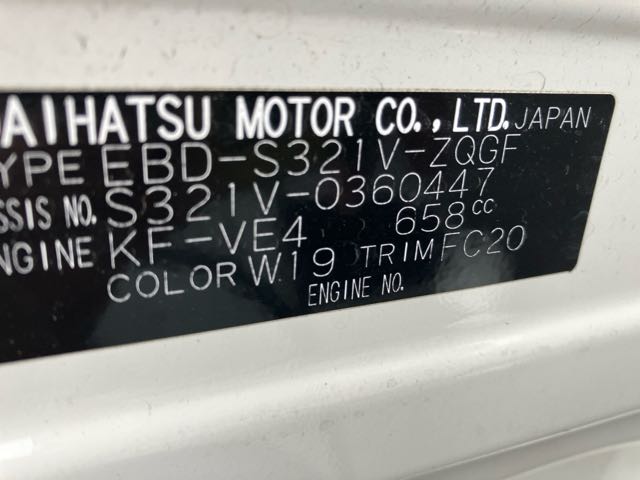 AIHATSU MOTOR CO., LTD. JAPAN
YPE EBD-S321V-ZQGF
SSIS NO. S321V-0360447
NGINE KF-VE4 658cc
COLOR W19 TRIM FC20
ENGINE NO.